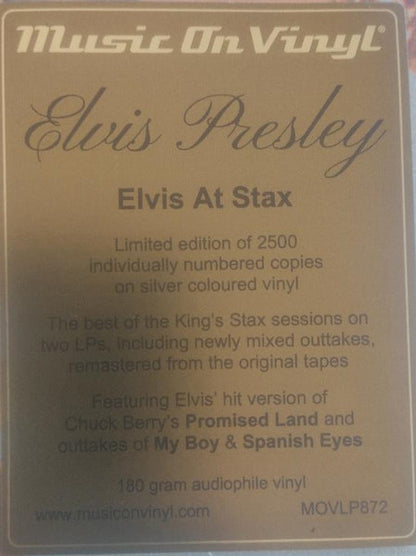 Music On Vinyl®
Elvis Presley
Elvis At Stax
Limited edition of 2500
individually numbered copies
on silver coloured vinyl
The best of the King's Stax sessions on
two LPs, including newly mixed outtakes,
remastered from the original tapes
Featuring Elvis' hit version of
Chuck Berry's Promised Land and
outtakes of My Boy & Spanish Eyes
180 gram audiophile vinyl
www.musiconvinyl.com MOVLP872